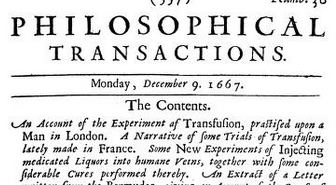 PHILOSOPHICAL
TRANSACTIONS.
Monday, December 9. 1667.
The Contents.
An Account of the Experiment of Transfusion, practised upon a
Man in London. A Narrative of some Trials of Transfusion,
lately made in France. Some New Experiments of Injecting
medicated Liquors into humane Veins, together with some con-
siderable Cures performed thereby. An Extract of a Letter